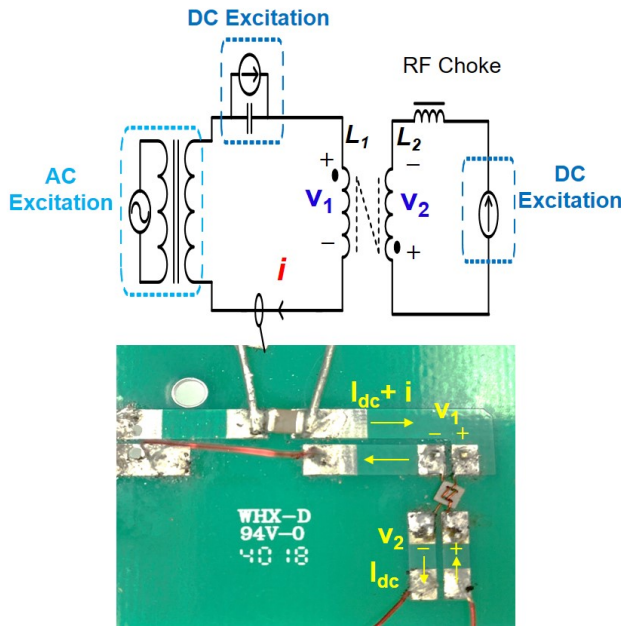 DC Excitation
RF Choke
AC
Excitation
L1
L2
+
−
v1
v2
−
+
DC
Excitation
i
Idc+ i
v1
− +
WHX-D
94V-0
4018
v2
− +
Idc